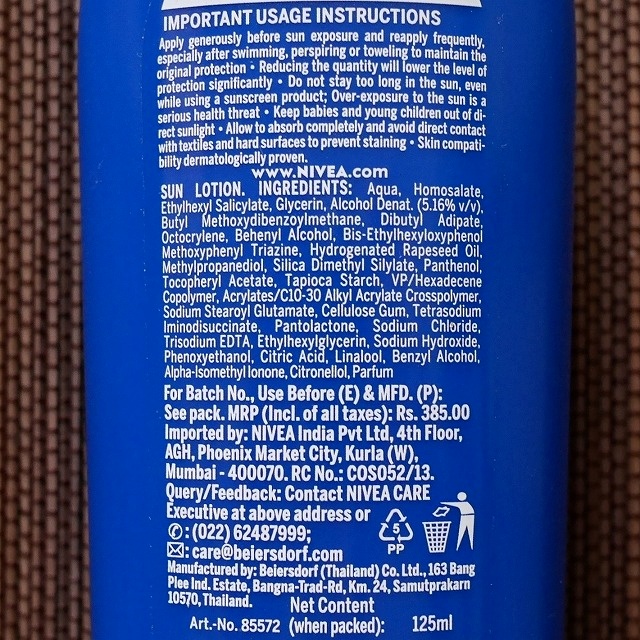 IMPORTANT USAGE INSTRUCTIONS
Apply generously before sun exposure and reapply frequently,
especially after swimming, perspiring or toweling to maintain the
original protection • Reducing the quantity will lower the level of
protection significantly • Do not stay too long in the sun, even
while using a sunscreen product; Over-exposure to the sun is a
serious health threat • Keep babies and young children out of di-
rect sunlight • Allow to absorb completely and avoid direct contact
with textiles and hard surfaces to prevent staining • Skin compati-
bility dermatologically proven.
www.NIVEA.com
SUN LOTION. INGREDIENTS: Aqua, Homosalate,
Ethylhexyl Salicylate, Glycerin, Alcohol Denat. (5.16% v/v),
Butyl Methoxydibenzoylmethane, Dibutyl Adipate,
Octocrylene, Behenyl Alcohol, Bis-Ethylhexyloxyphenol
Methoxyphenyl Triazine, Hydrogenated Rapeseed Oil,
Methylpropanediol, Silica Dimethyl Silylate, Panthenol,
Tocopheryl Acetate, Tapioca Starch, VP/Hexadecene
Copolymer, Acrylates/C10-30 Alkyl Acrylate Crosspolymer,
Sodium Stearoyl Glutamate, Cellulose Gum, Tetrasodium
Iminodisuccinate, Pantolactone, Sodium Chloride,
Trisodium EDTA, Ethylhexylglycerin, Sodium Hydroxide,
Phenoxyethanol, Citric Acid, Linalool, Benzyl Alcohol,
Alpha-Isomethyl Ionone, Citronellol, Parfum
For Batch No., Use Before (E) & MFD. (P):
See pack. MRP (Incl. of all taxes): Rs. 385.00
Imported by: NIVEA India Pvt Ltd, 4th Floor,
AGH, Phoenix Market City, Kurla (W),
Mumbai - 400070. RC No.: COS052/13.
Query/Feedback: Contact NIVEA CARE
Executive at above address or
: (022) 62487999;
: care@beiersdorf.com
5
PP
Manufactured by: Beiersdorf (Thailand) Co. Ltd., 163 Bang
Plee Ind. Estate, Bangna-Trad-Rd, Km. 24, Samutprakarn
10570, Thailand.
Net Content
Art.-No. 85572 (when packed): 125ml